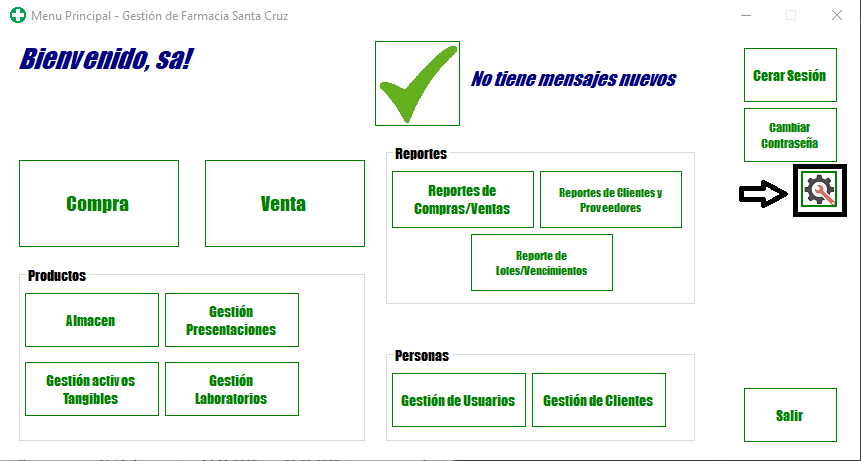 Menu Principal - Gestión de Farmacia Santa Cruz
Bienvenido, sa!
No tiene mensajes nuevos
Cerar Sesión
Cambiar
Contraseña
Compra
Venta
Reportes
Reportes de
Compras/Ventas
Reportes de Clientes y
Proveedores
Reporte de
Lotes/Vencimientos
Productos
Almacen
Gestión
Presentaciones
Gestión activos
Tangibles
Gestión
Laboratorios
Personas
Gestión de Usuarios
Gestión de Clientes
Salir